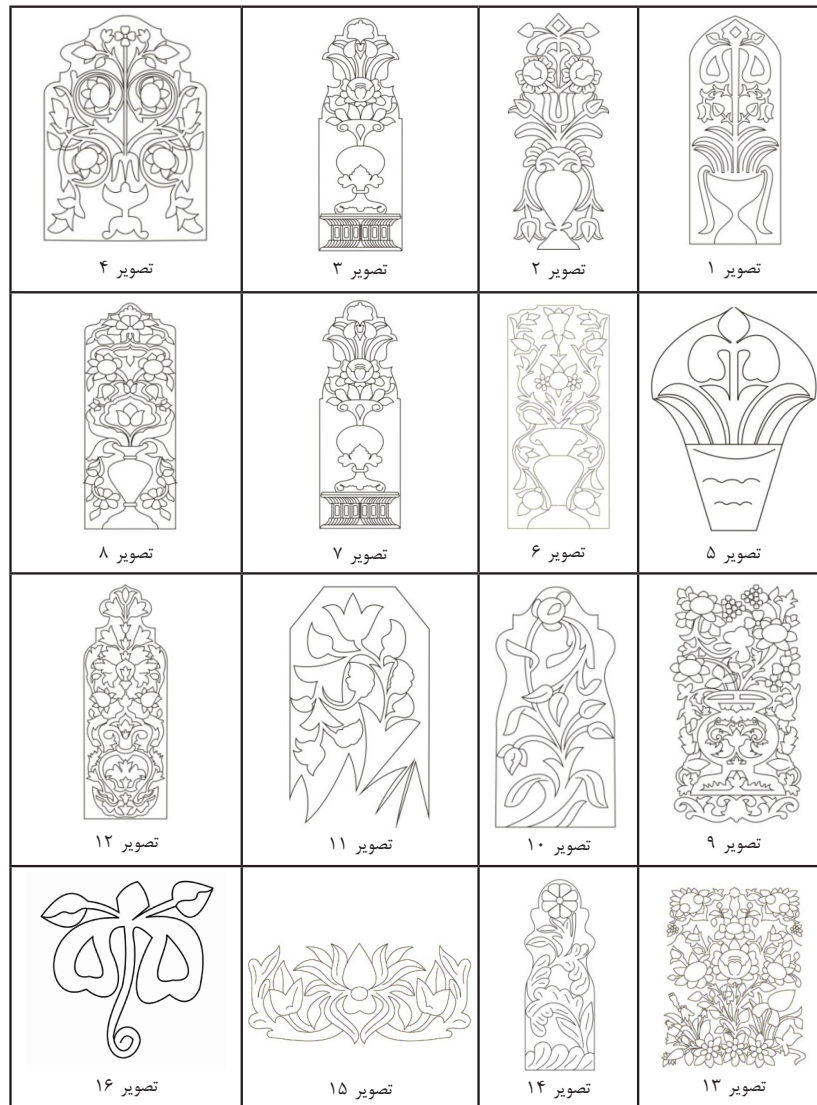 تصویر ۱
تصویر ۲
تصویر ۳
تصویر ۴
تصویر ۵
تصویر ۶
تصویر ۷
تصویر ۸
تصویر ۹
تصویر ۱۰
تصویر ۱۱
تصویر ۱۲
تصویر ۱۳
تصویر ۱۴
تصویر ۱۵
تصویر ۱۶